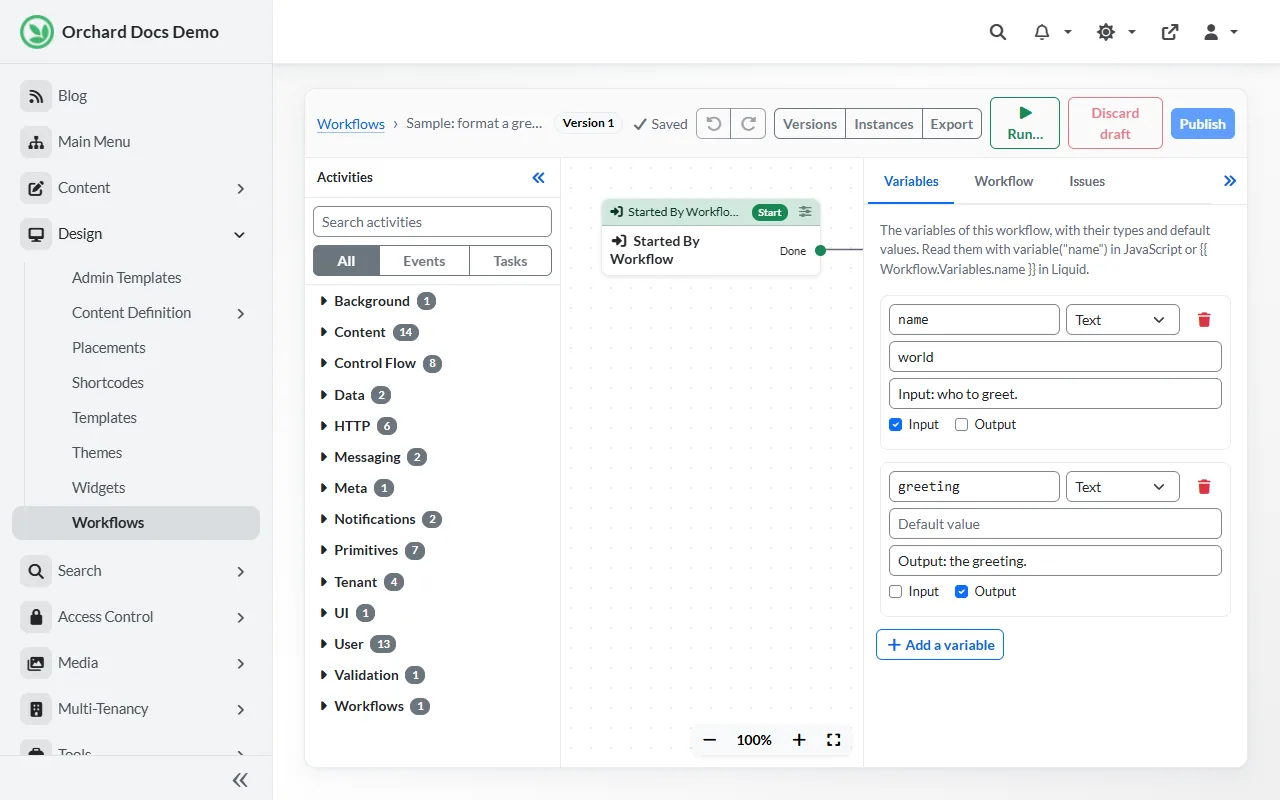 Orchard Docs Demo
Blog
Main Menu
Content
Design
Admin Templates
Content Definition
Placements
Shortcodes
Templates
Themes
Widgets
Workflows
Search
Access Control
Media
Multi-Tenancy
Tools
Workflows › Sample: format a gre... Version 1 Saved Versions Instances Export Run... Discard draft Publish
Activities
Search activities
All Events Tasks
Background 1
Content 14
Control Flow 8
Data 2
HTTP 6
Messaging 2
Meta 1
Notifications 2
Primitives 7
Tenant 4
UI 1
User 13
Validation 1
Workflows 1
Started By Workflo... Start
Started By
Workflow
Done
100%
Variables Workflow Issues
The variables of this workflow, with their types and default
values. Read them with variable("name") in JavaScript or {{
Workflow.Variables.name }} in Liquid.
name Text
world
Input: who to greet.
Input Output
greeting Text
Default value
Output: the greeting.
Input Output
Add a variable